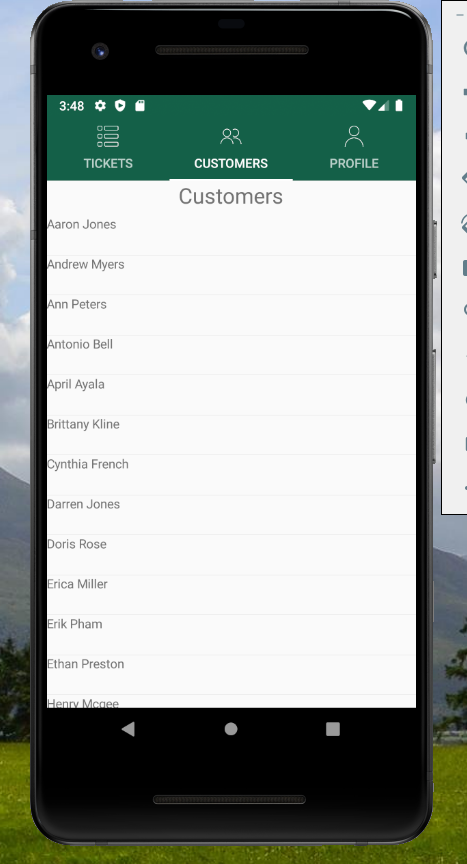 3:48
TICKETS
CUSTOMERS
PROFILE
Customers
Aaron Jones
Andrew Myers
Ann Peters
Antonio Bell
April Ayala
Brittany Kline
Cynthia French
Darren Jones
Doris Rose
Erica Miller
Erik Pham
Ethan Preston
Henry Mcgee